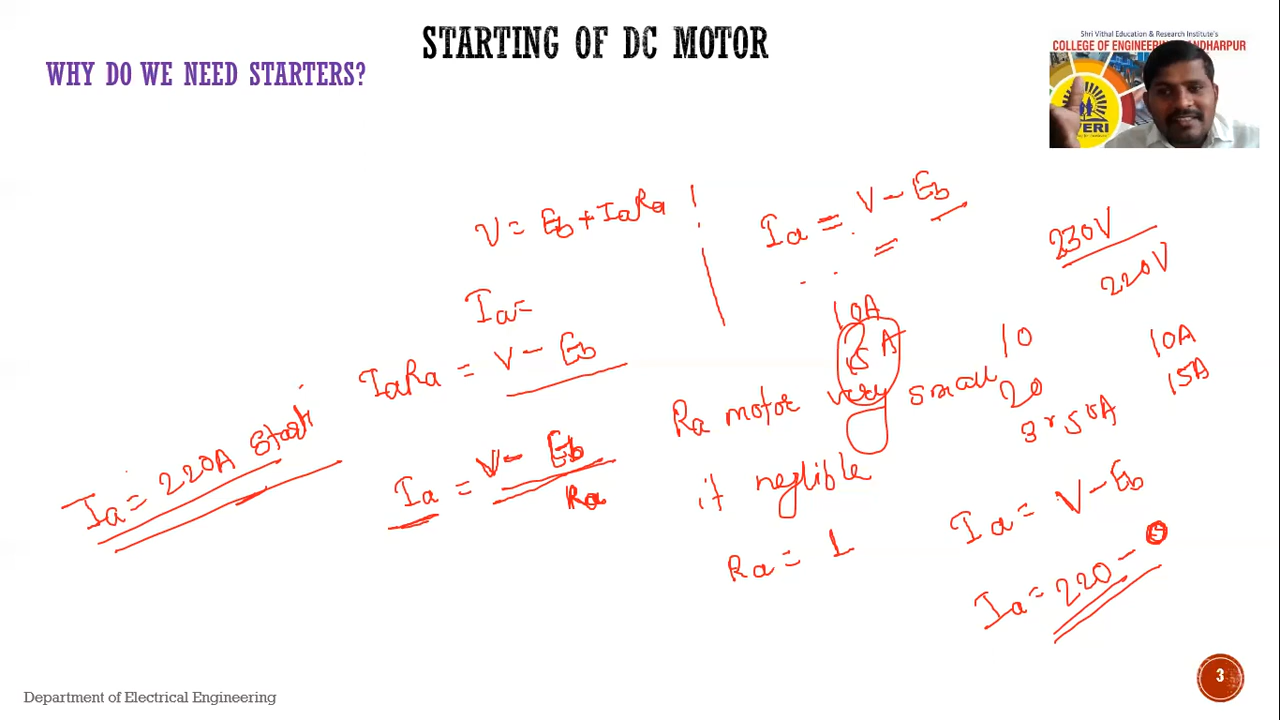 STARTING OF DC MOTOR
WHY DO WE NEED STARTERS?
Shri Vithal Education & Research Institute's
COLLEGE OF ENGINEERING
PANDHARPUR
V = Eb + IaRa
Ia =
IaRa = V - Eb
Ia = V - Eb
Ra
Ia = 220A Start
Ia = V - Eb
10A
15A
Ra motor very small
if neglible
Ra = 1
230V
220V
10
20
10A
15A
Ia = V - Eb
Ia = 220 - 0
Department of Electrical Engineering
3